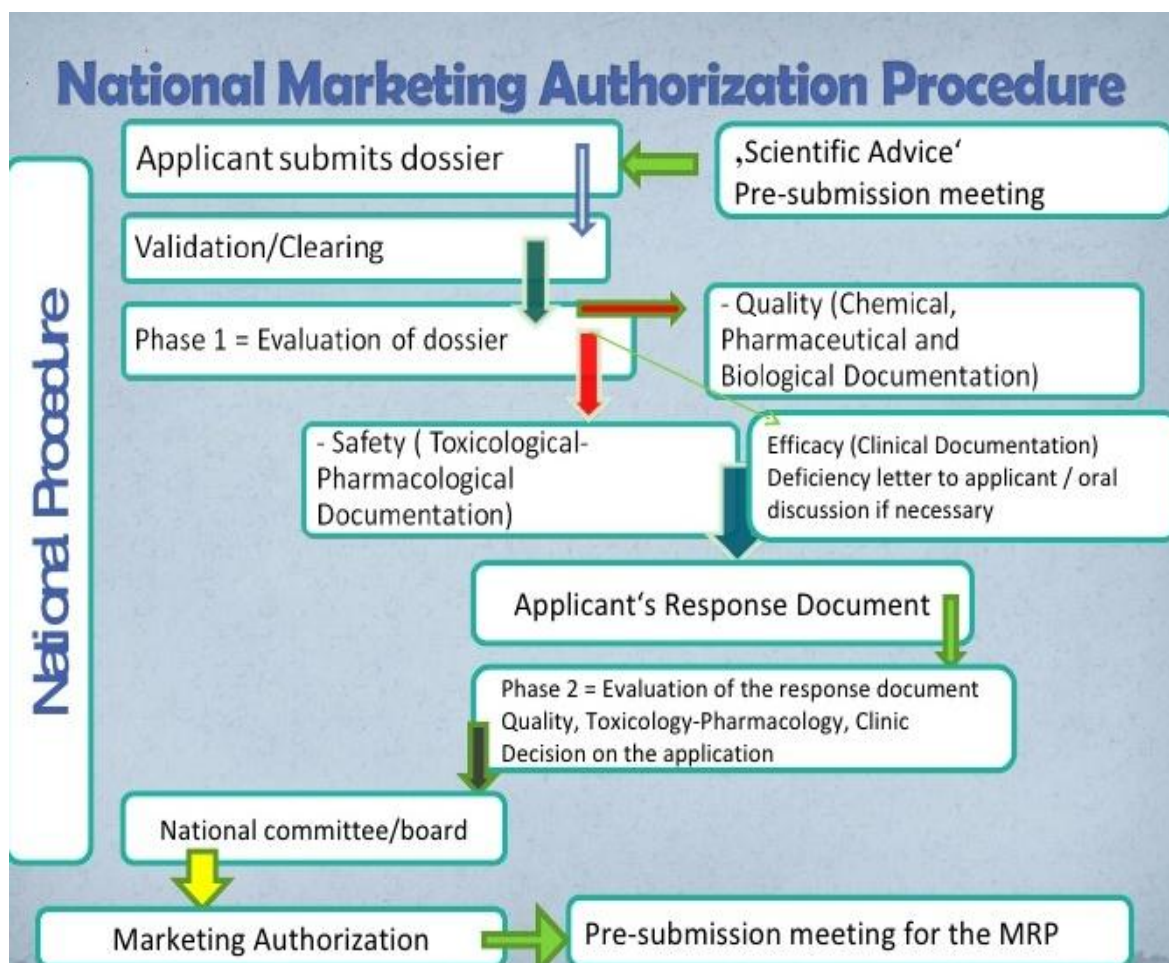 National Marketing Authorization Procedure
National Procedure
Applicant submits dossier
‚Scientific Advice‘
Pre-submission meeting
Validation/Clearing
Phase 1 = Evaluation of dossier
- Quality (Chemical,
Pharmaceutical and
Biological Documentation)
- Safety ( Toxicological-
Pharmacological
Documentation)
Efficacy (Clinical Documentation)
Deficiency letter to applicant / oral
discussion if necessary
Applicant‘s Response Document
Phase 2 = Evaluation of the response document
Quality, Toxicology-Pharmacology, Clinic
Decision on the application
National committee/board
Marketing Authorization
Pre-submission meeting for the MRP